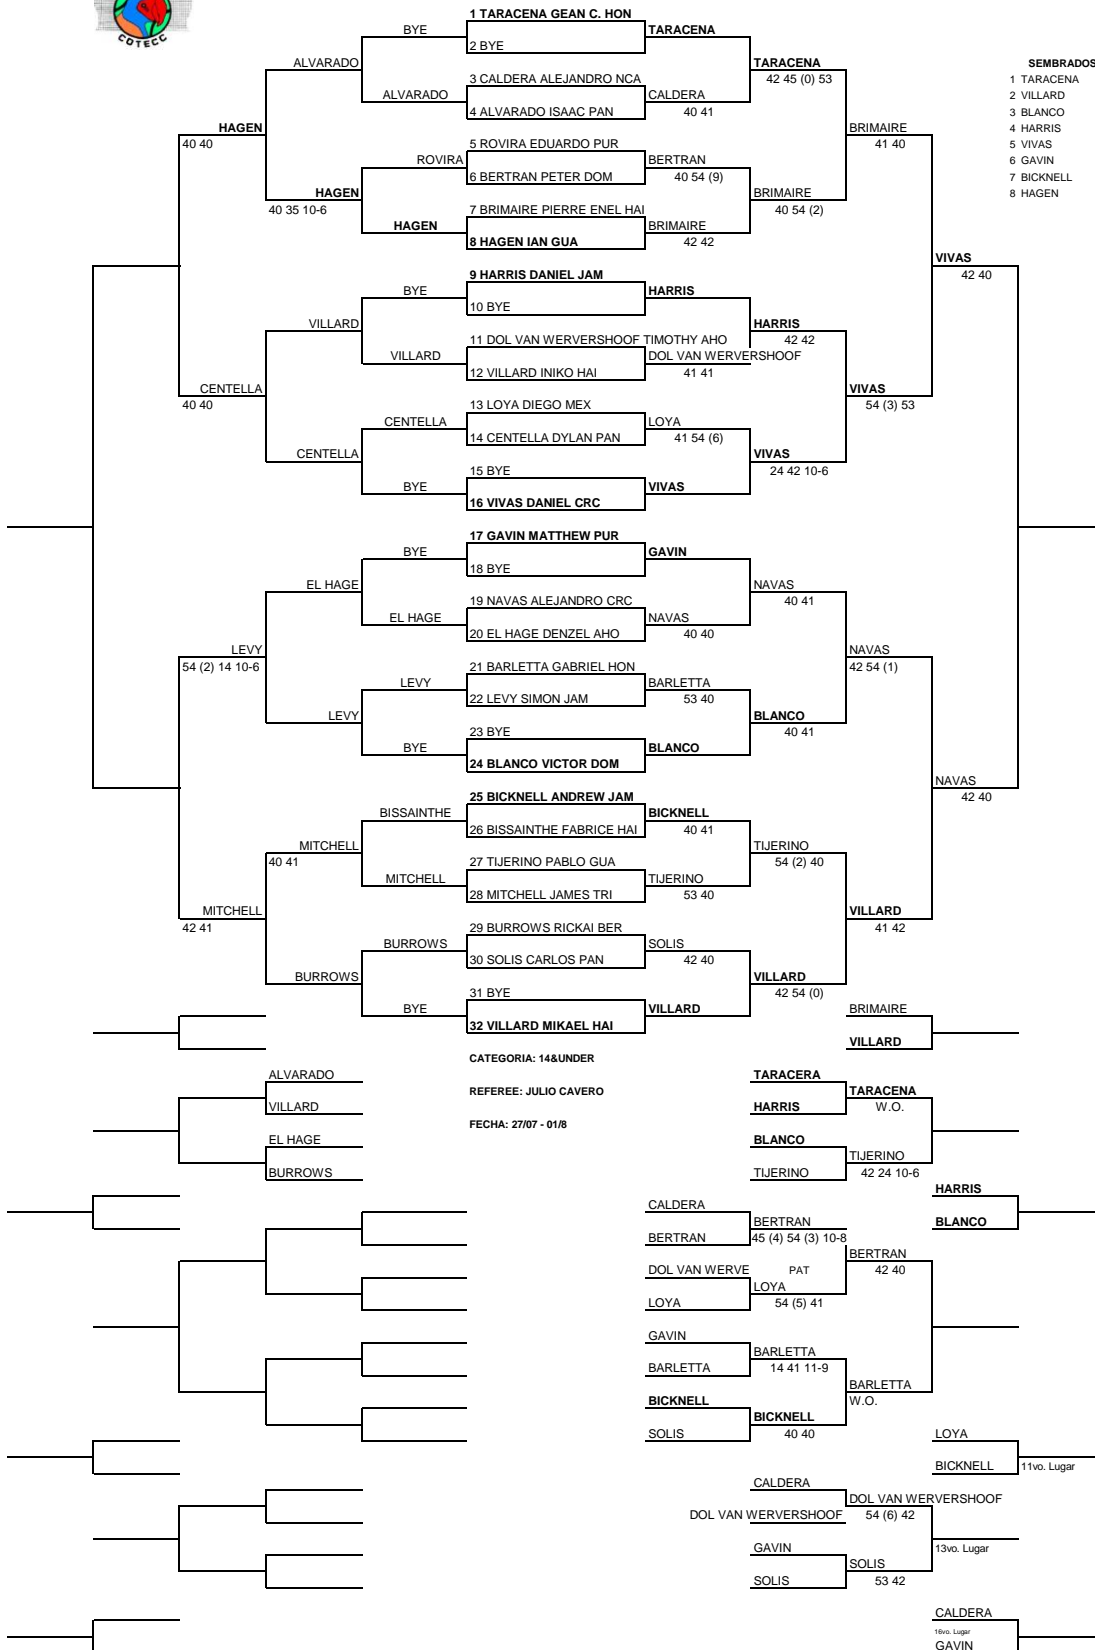 COTECC
1 TARACENA GEAN C. HON
BYE
TARACENA
2 BYE
ALVARADO
TARACENA
SEMBRADOS
42 45 (0) 53
3 CALDERA ALEJANDRO NCA
1 TARACENA
ALVARADO
CALDERA
2 VILLARD
4 ALVARADO ISAAC PAN
40 41
3 BLANCO
HAGEN
BRIMAIRE
4 HARRIS
40 40
41 40
5 ROVIRA EDUARDO PUR
5 VIVAS
ROVIRA
BERTRAN
6 GAVIN
6 BERTRAN PETER DOM
40 54 (9)
7 BICKNELL
HAGEN
BRIMAIRE
8 HAGEN
40 35 10-6
40 54 (2)
7 BRIMAIRE PIERRE ENEL HAI
HAGEN
BRIMAIRE
8 HAGEN IAN GUA
42 42
VIVAS
42 40
9 HARRIS DANIEL JAM
BYE
HARRIS
10 BYE
VILLARD
HARRIS
11 DOL VAN WERVERSHOOF TIMOTHY AHO
42 42
VILLARD
DOL VAN WERVERSHOOF
12 VILLARD INIKO HAI
41 41
CENTELLA
VIVAS
40 40
54 (3) 53
13 LOYA DIEGO MEX
CENTELLA
LOYA
14 CENTELLA DYLAN PAN
41 54 (6)
CENTELLA
VIVAS
15 BYE
24 42 10-6
BYE
VIVAS
16 VIVAS DANIEL CRC
17 GAVIN MATTHEW PUR
BYE
GAVIN
18 BYE
EL HAGE
NAVAS
19 NAVAS ALEJANDRO CRC
40 41
EL HAGE
NAVAS
20 EL HAGE DENZEL AHO
40 40
LEVY
NAVAS
54 (2) 14 10-6
42 54 (1)
21 BARLETTA GABRIEL HON
LEVY
BARLETTA
22 LEVY SIMON JAM
53 40
LEVY
BLANCO
23 BYE
40 41
BYE
BLANCO
24 BLANCO VICTOR DOM
NAVAS
42 40
25 BICKNELL ANDREW JAM
BISSAINTHE
BICKNELL
26 BISSAINTHE FABRICE HAI
40 41
MITCHELL
TIJERINO
40 41
27 TIJERINO PABLO GUA
54 (2) 40
MITCHELL
TIJERINO
28 MITCHELL JAMES TRI
53 40
MITCHELL
VILLARD
42 41
41 42
29 BURROWS RICKAI BER
BURROWS
SOLIS
30 SOLIS CARLOS PAN
42 40
BURROWS
VILLARD
31 BYE
42 54 (0)
BYE
VILLARD
BRIMAIRE
32 VILLARD MIKAEL HAI
VILLARD
CATEGORIA: 14&UNDER
ALVARADO
TARACERA
REFEREE: JULIO CAVERO
TARACENA
VILLARD
HARRIS
W.O.
FECHA: 27/07 - 01/8
EL HAGE
BLANCO
TIJERINO
BURROWS
TIJERINO
42 24 10-6
HARRIS
CALDERA
BERTRAN
BLANCO
BERTRAN
45 (4) 54 (3) 10-8
BERTRAN
DOL VAN WERVE
PAT
42 40
LOYA
LOYA
54 (5) 41
GAVIN
BARLETTA
BARLETTA
14 41 11-9
BARLETTA
BICKNELL
W.O.
BICKNELL
SOLIS
40 40
LOYA
BICKNELL
11vo. Lugar
CALDERA
DOL VAN WERVERSHOOF
DOL VAN WERVERSHOOF
54 (6) 42
GAVIN
13vo. Lugar
SOLIS
SOLIS
53 42
CALDERA
16vo. Lugar
GAVIN